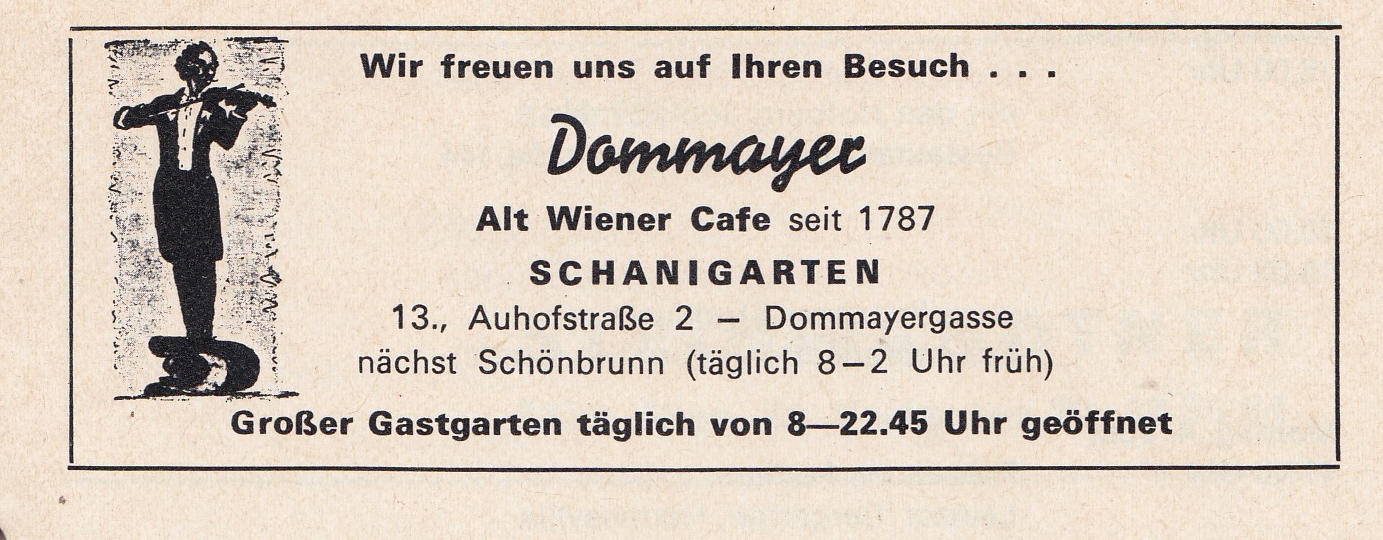 Wir freuen uns auf Ihren Besuch . . .
Dommayer
Alt Wiener Cafe seit 1787
SCHANIGARTEN
13., Auhofstraße 2 – Dommayergasse
nächst Schönbrunn (täglich 8–2 Uhr früh)
Großer Gastgarten täglich von 8—22.45 Uhr geöffnet